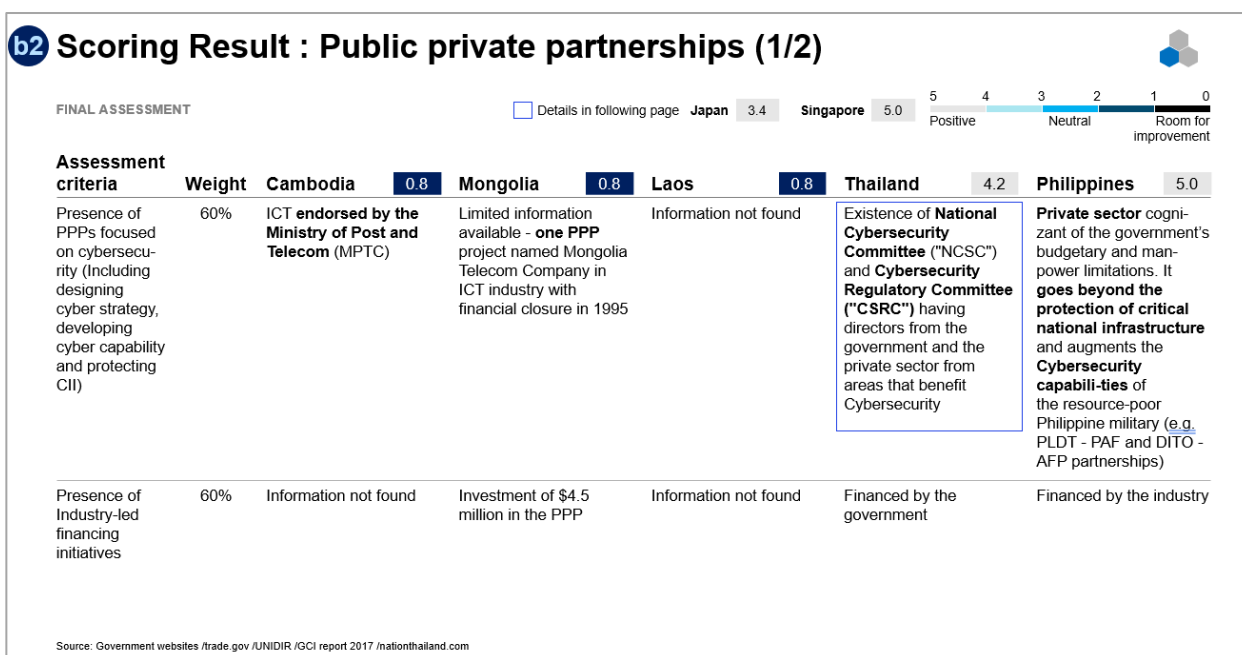 b2 Scoring Result : Public private partnerships (1/2)
FINAL ASSESSMENT
Details in following page Japan 3.4 Singapore 5.0
5 4 3 2 1 0
Positive Neutral Room for
improvement
Assessment
criteria Weight Cambodia 0.8 Mongolia 0.8 Laos 0.8 Thailand 4.2 Philippines 5.0
Presence of
PPPs focused
on cybersecu-
rity (Including
designing
cyber strategy,
developing
cyber capability
and protecting
CII)
60%
ICT endorsed by the
Ministry of Post and
Telecom (MPTC)
Limited information
available - one PPP
project named Mongolia
Telecom Company in
ICT industry with
financial closure in 1995
Information not found
Existence of National
Cybersecurity
Committee ("NCSC")
and Cybersecurity
Regulatory Committee
("CSRC") having
directors from the
government and the
private sector from
areas that benefit
Cybersecurity
Private sector cogni-
zant of the government's
budgetary and man-
power limitations. It
goes beyond the
protection of critical
national infrastructure
and augments the
Cybersecurity
capabili-ties of
the resource-poor
Philippine military (e.g.
PLDT - PAF and DITO -
AFP partnerships)
Presence of
Industry-led
financing
initiatives
60%
Information not found
Investment of $4.5
million in the PPP
Information not found
Financed by the
government
Financed by the industry
Source: Government websites /trade.gov /UNIDIR /GCI report 2017 /nationthailand.com